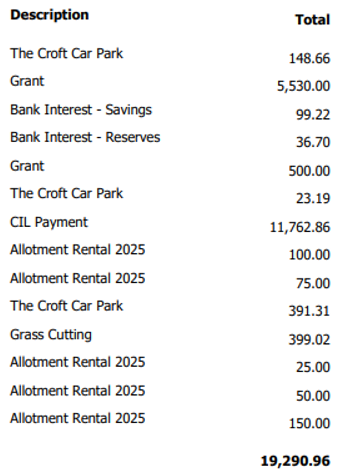 Description Total
The Croft Car Park 148.66
Grant 5,530.00
Bank Interest - Savings 99.22
Bank Interest - Reserves 36.70
Grant 500.00
The Croft Car Park 23.19
CIL Payment 11,762.86
Allotment Rental 2025 100.00
Allotment Rental 2025 75.00
The Croft Car Park 391.31
Grass Cutting 399.02
Allotment Rental 2025 25.00
Allotment Rental 2025 50.00
Allotment Rental 2025 150.00
19,290.96